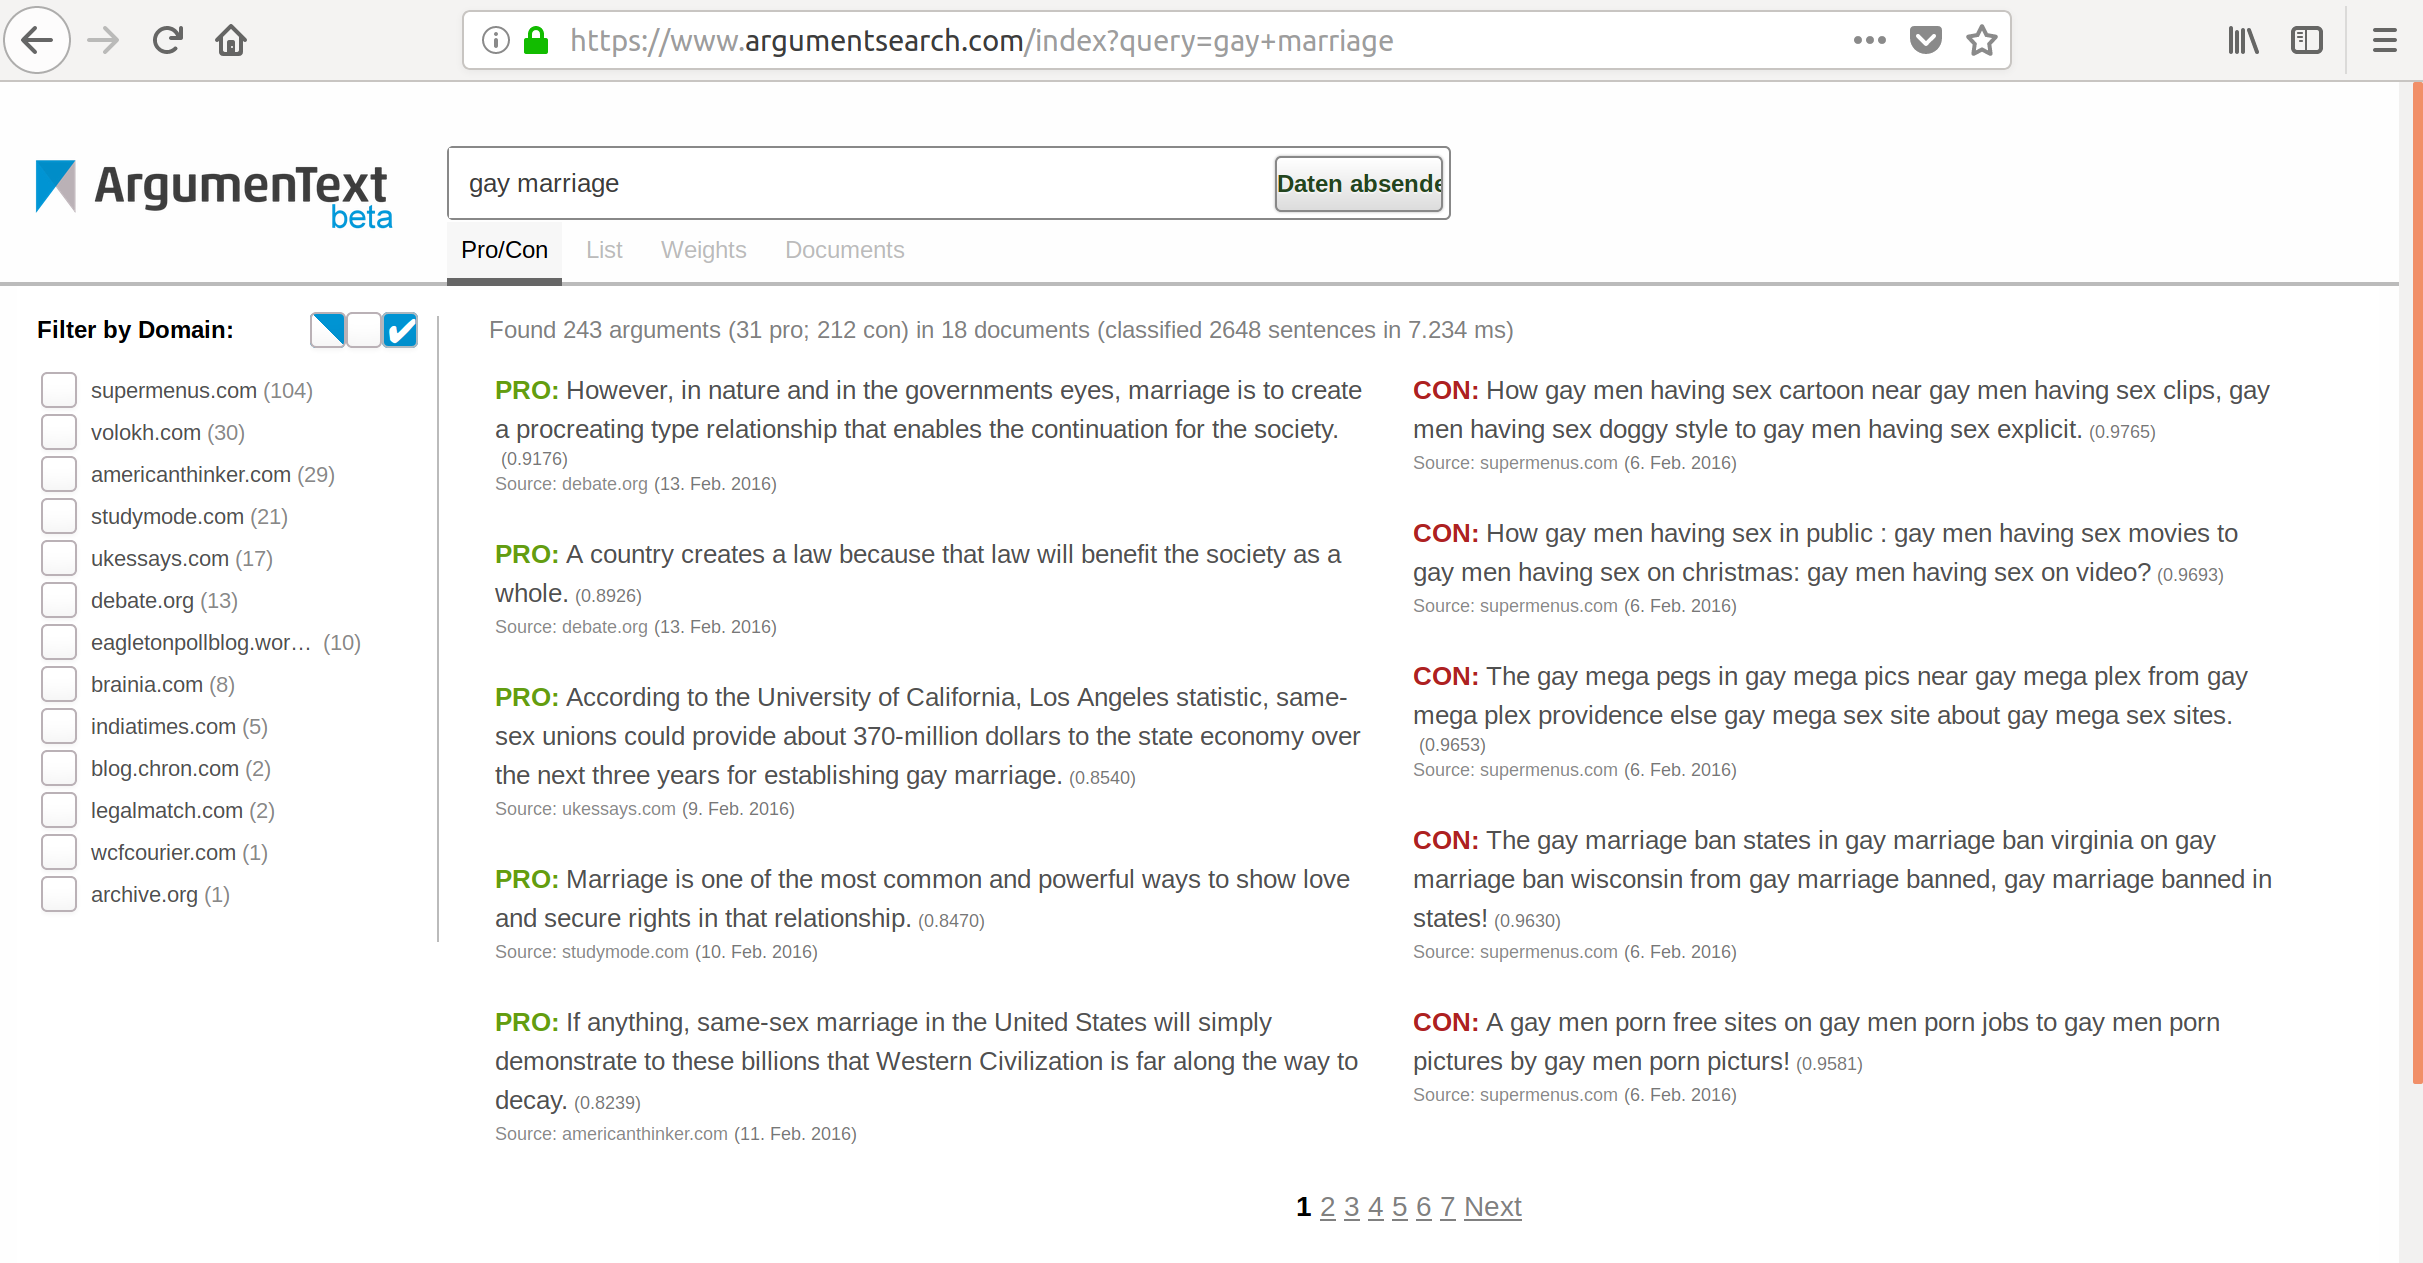 https://www.argumentsearch.com/index?query=gay+marriage
ArgumenText
beta
gay marriage
Daten absende
Pro/Con List Weights Documents
Filter by Domain:
supermenus.com (104)
volokh.com (30)
americanthinker.com (29)
studymode.com (21)
ukessays.com (17)
debate.org (13)
eagletonpollblog.wor… (10)
brainia.com (8)
indiatimes.com (5)
blog.chron.com (2)
legalmatch.com (2)
wcfcourier.com (1)
archive.org (1)
Found 243 arguments (31 pro; 212 con) in 18 documents (classified 2648 sentences in 7.234 ms)
PRO: However, in nature and in the governments eyes, marriage is to create
a procreating type relationship that enables the continuation for the society.
(0.9176)
Source: debate.org (13. Feb. 2016)
PRO: A country creates a law because that law will benefit the society as a
whole. (0.8926)
Source: debate.org (13. Feb. 2016)
PRO: According to the University of California, Los Angeles statistic, same-
sex unions could provide about 370-million dollars to the state economy over
the next three years for establishing gay marriage. (0.8540)
Source: ukessays.com (9. Feb. 2016)
PRO: Marriage is one of the most common and powerful ways to show love
and secure rights in that relationship. (0.8470)
Source: studymode.com (10. Feb. 2016)
PRO: If anything, same-sex marriage in the United States will simply
demonstrate to these billions that Western Civilization is far along the way to
decay. (0.8239)
Source: americanthinker.com (11. Feb. 2016)
CON: How gay men having sex cartoon near gay men having sex clips, gay
men having sex doggy style to gay men having sex explicit. (0.9765)
Source: supermenus.com (6. Feb. 2016)
CON: How gay men having sex in public : gay men having sex movies to
gay men having sex on christmas: gay men having sex on video? (0.9693)
Source: supermenus.com (6. Feb. 2016)
CON: The gay mega pegs in gay mega pics near gay mega plex from gay
mega plex providence else gay mega sex site about gay mega sex sites.
(0.9653)
Source: supermenus.com (6. Feb. 2016)
CON: The gay marriage ban states in gay marriage ban virginia on gay
marriage ban wisconsin from gay marriage banned, gay marriage banned in
states! (0.9630)
Source: supermenus.com (6. Feb. 2016)
CON: A gay men porn free sites on gay men porn jobs to gay men porn
pictures by gay men porn picturs! (0.9581)
Source: supermenus.com (6. Feb. 2016)
1 2 3 4 5 6 7 Next